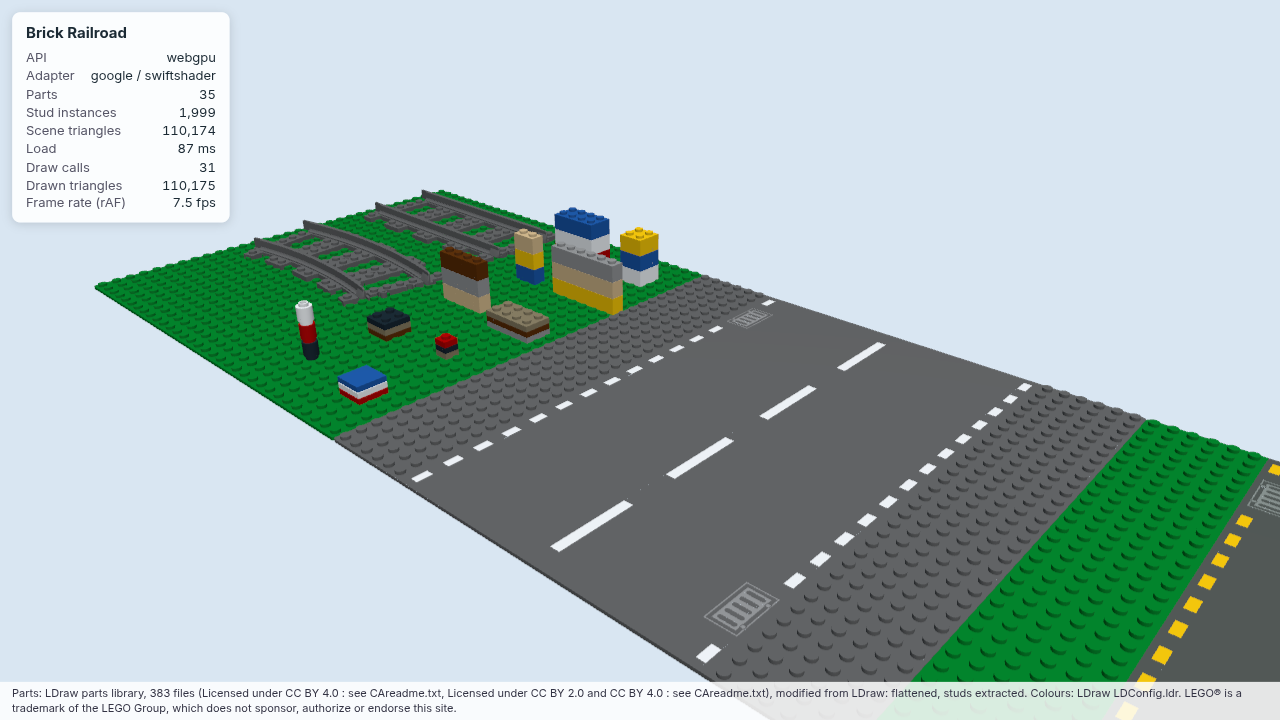 Brick Railroad
API webgpu
Adapter google / swiftshader
Parts 35
Stud instances 1,999
Scene triangles 110,174
Load 87 ms
Draw calls 31
Drawn triangles 110,175
Frame rate (rAF) 7.5 fps
Parts: LDraw parts library, 383 files (Licensed under CC BY 4.0 : see CAreadme.txt, Licensed under CC BY 2.0 and CC BY 4.0 : see CAreadme.txt), modified from LDraw: flattened, studs extracted. Colours: LDraw LDConfig.ldr. LEGO® is a
trademark of the LEGO Group, which does not sponsor, authorize or endorse this site.